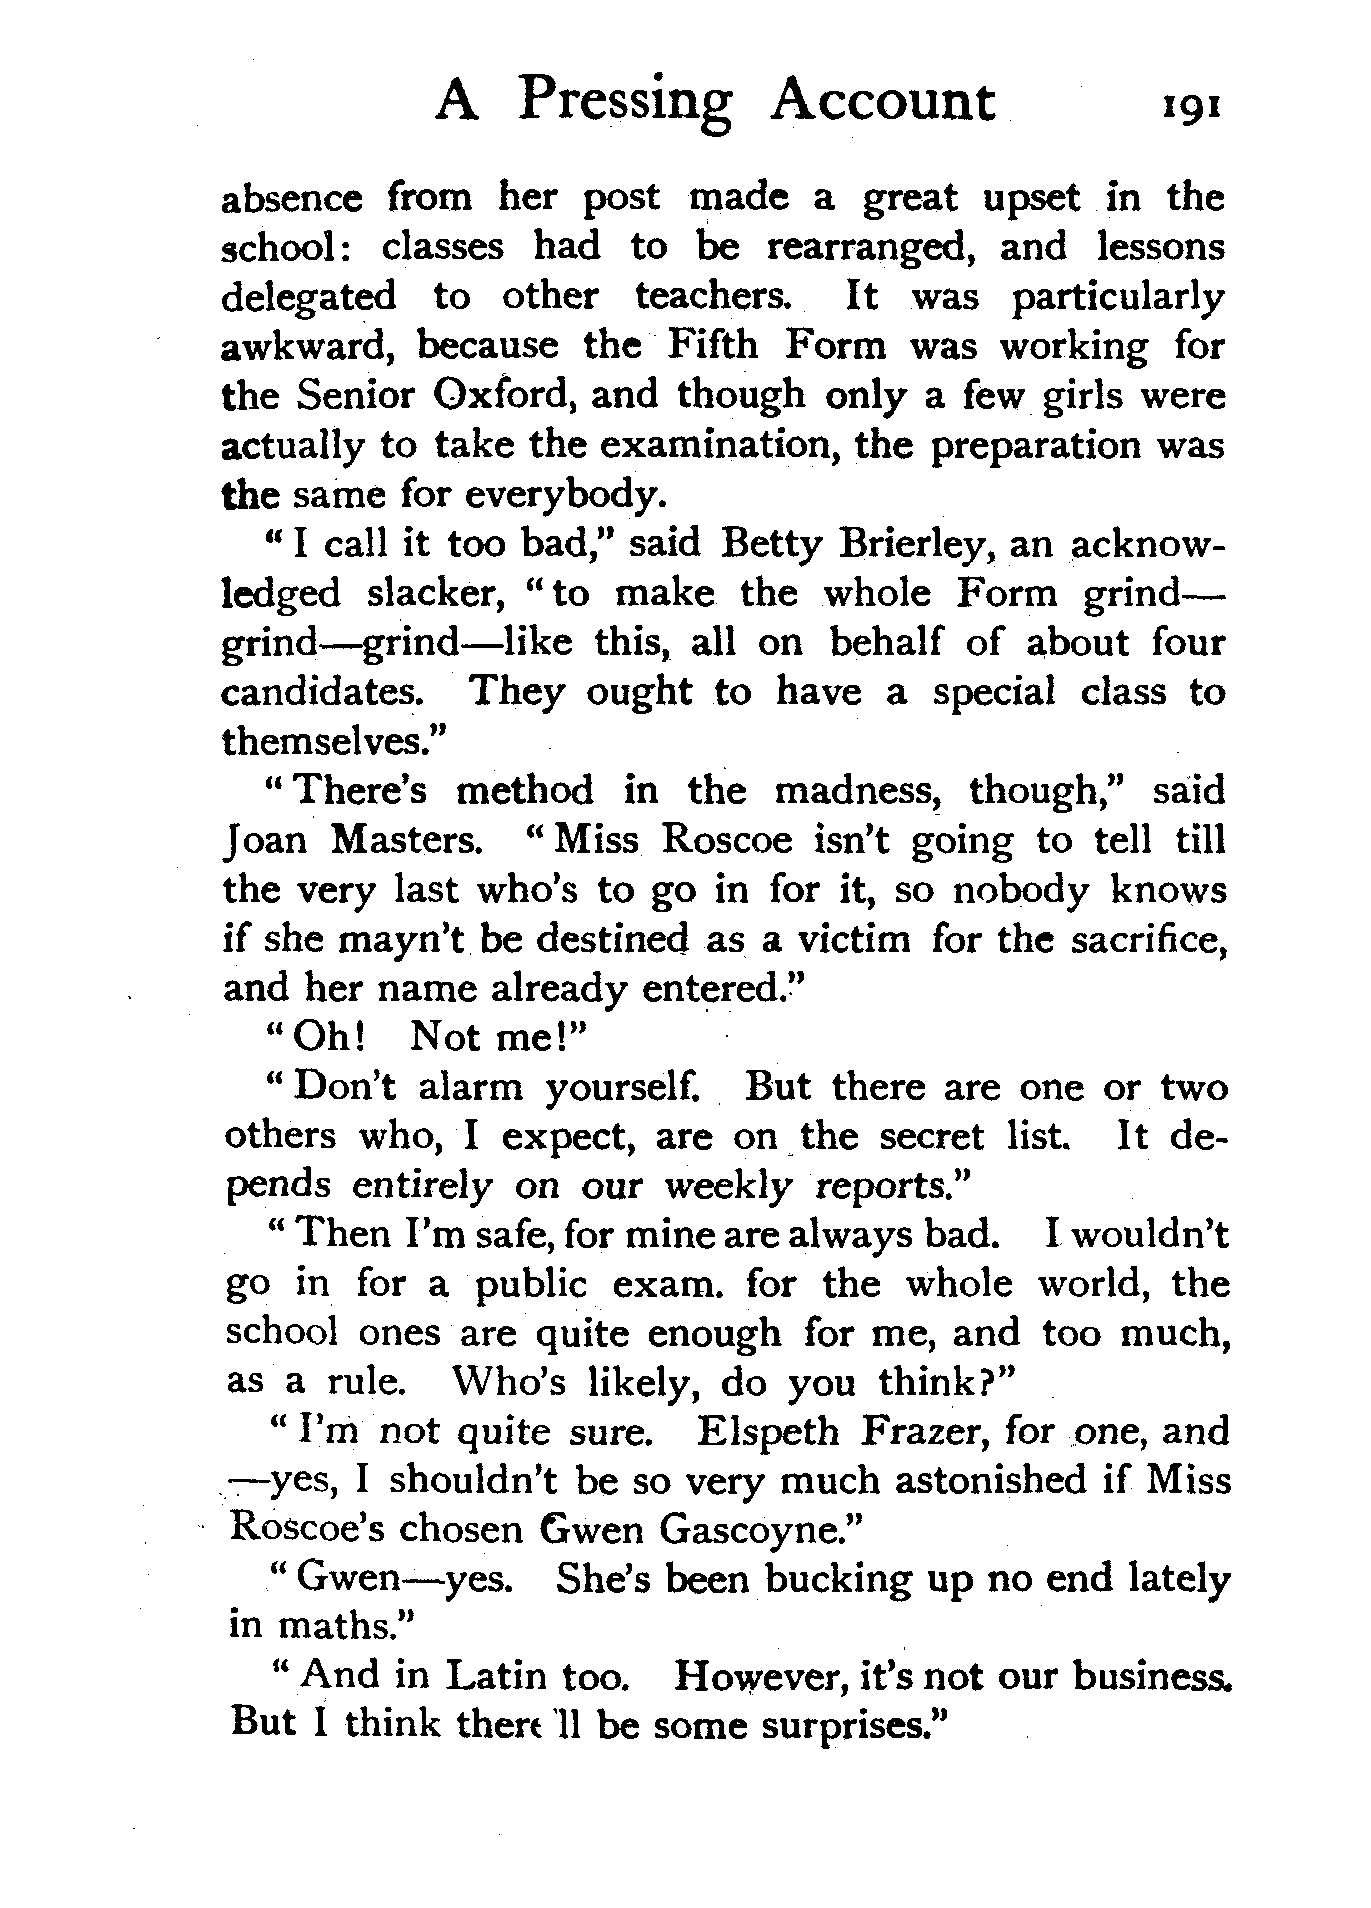 A Pressing Account 191
absence from her post made a great upset in the
school: classes had to be rearranged, and lessons
delegated to other teachers. It was particularly
awkward, because the Fifth Form was working for
the Senior Oxford, and though only a few girls were
actually to take the examination, the preparation was
the same for everybody.
“I call it too bad,” said Betty Brierley, an acknow-
ledged slacker, “to make the whole Form grind—
grind—grind—like this, all on behalf of about four
candidates. They ought to have a special class to
themselves.”
“There's method in the madness, though,” said
Joan Masters. “Miss Roscoe isn't going to tell till
the very last who's to go in for it, so nobody knows
if she mayn't be destined as a victim for the sacrifice,
and her name already entered.”
“Oh! Not me!”
“Don't alarm yourself. But there are one or two
others who, I expect, are on the secret list. It de-
pends entirely on our weekly reports.”
“Then I'm safe, for mine are always bad. I wouldn't
go in for a public exam. for the whole world, the
school ones are quite enough for me, and too much,
as a rule. Who's likely, do you think?”
“I'm not quite sure. Elspeth Frazer, for one, and
—yes, I shouldn't be so very much astonished if Miss
Roscoe's chosen Gwen Gascoyne.”
“Gwen—yes. She's been bucking up no end lately
in maths.”
“And in Latin too. However, it's not our business.
But I think there'll be some surprises.”